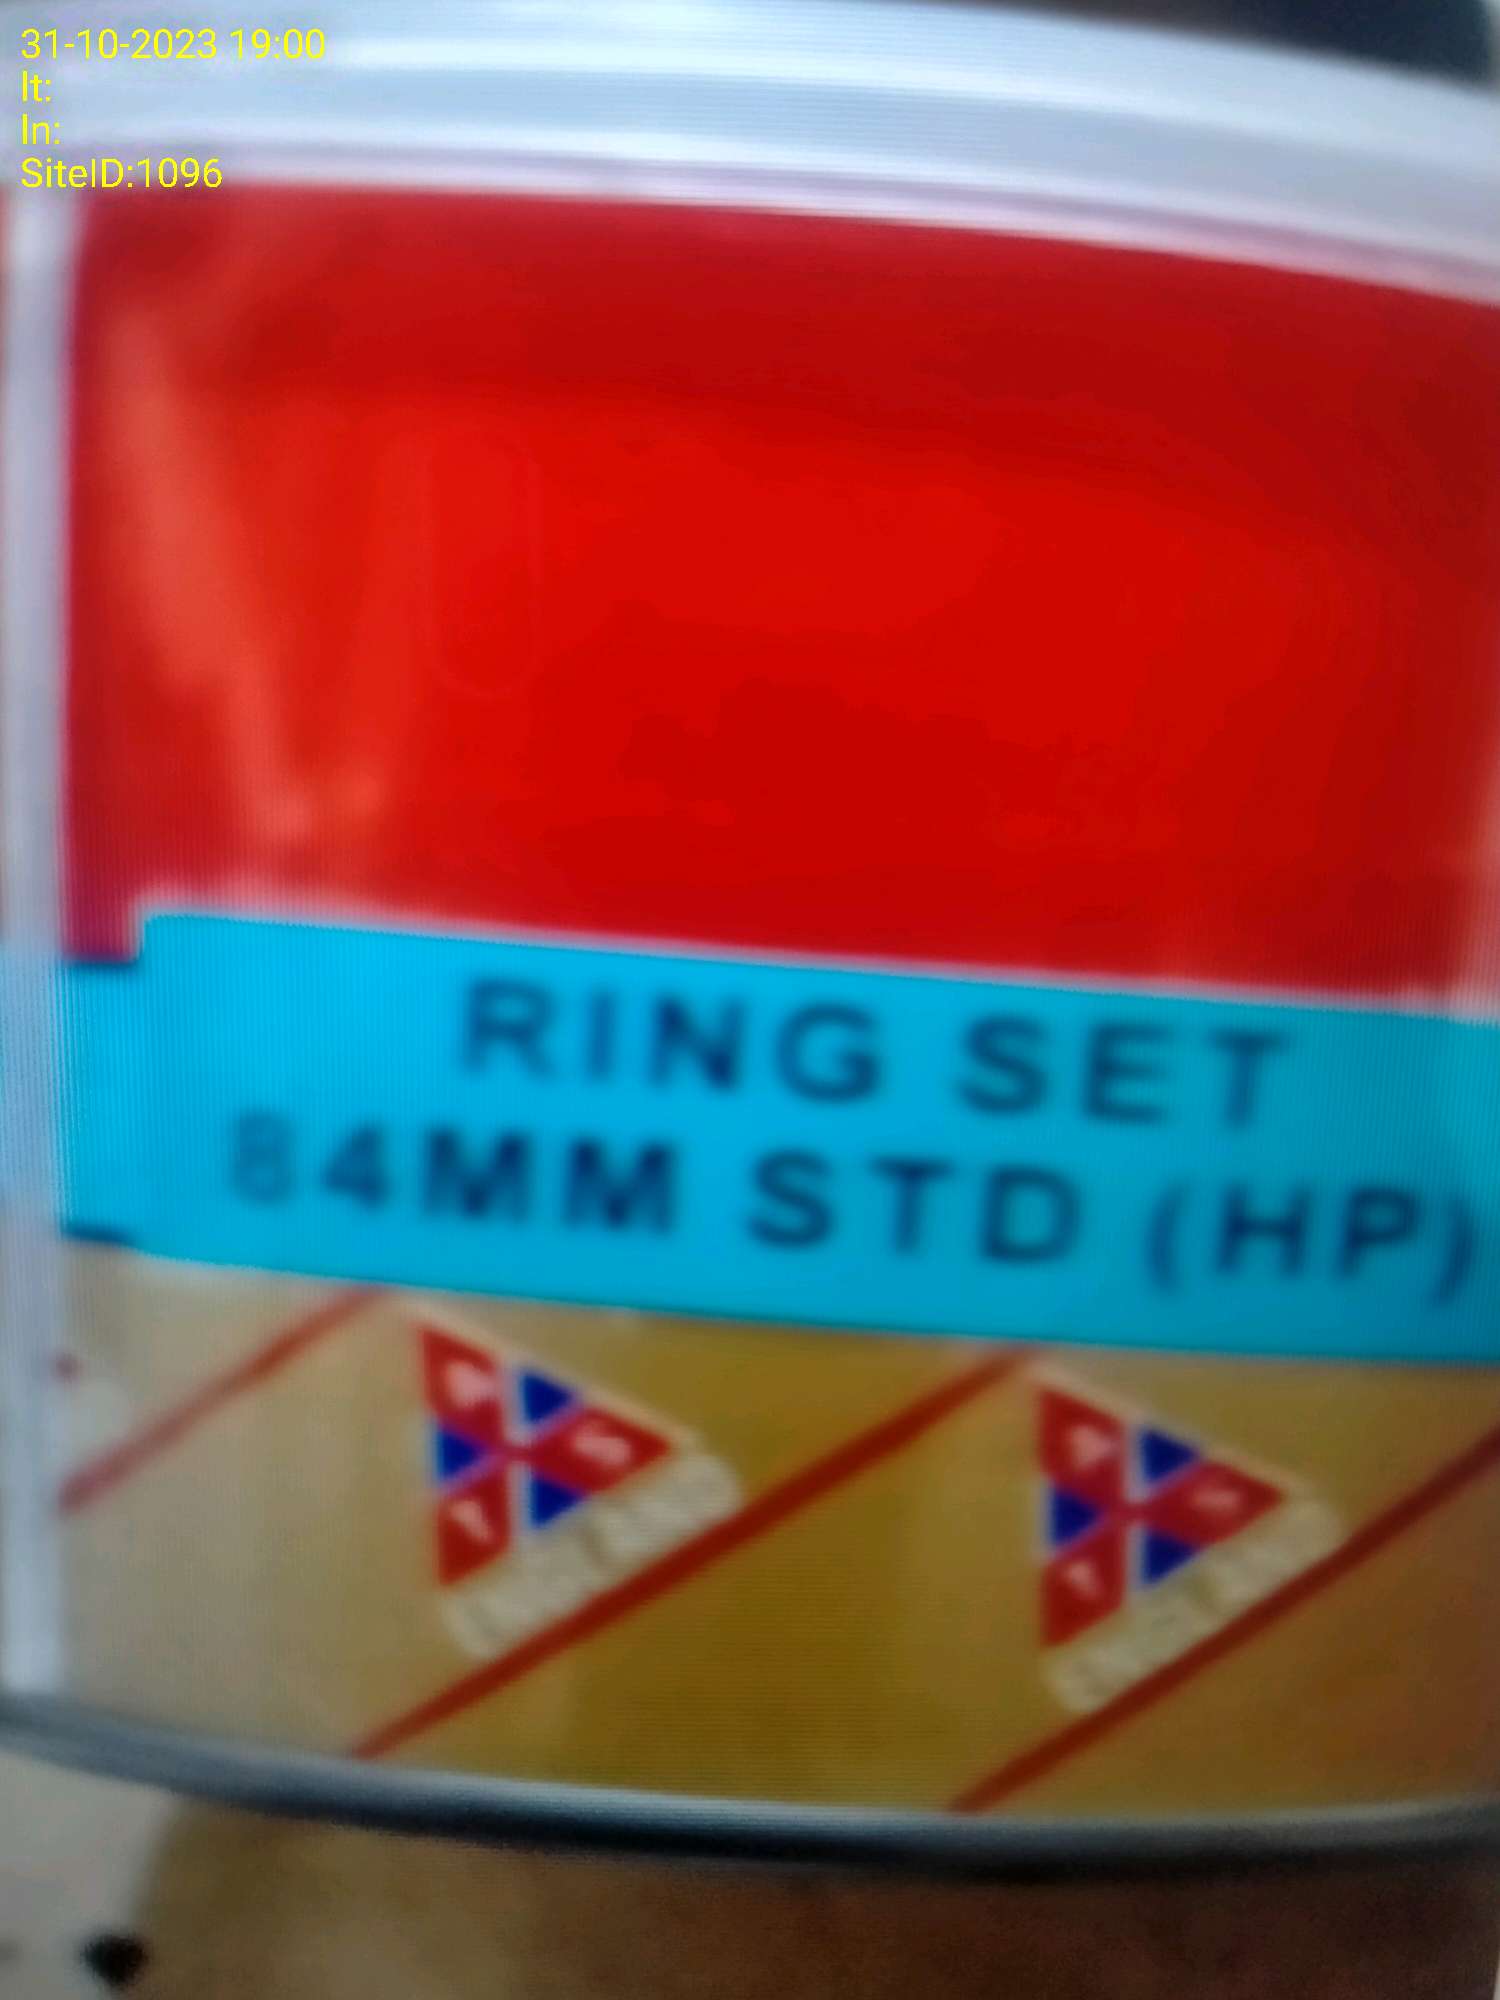 31-10-2023 19:00
lt:
ln:
SiteID:1096
RING SET
84MM STD (HP)